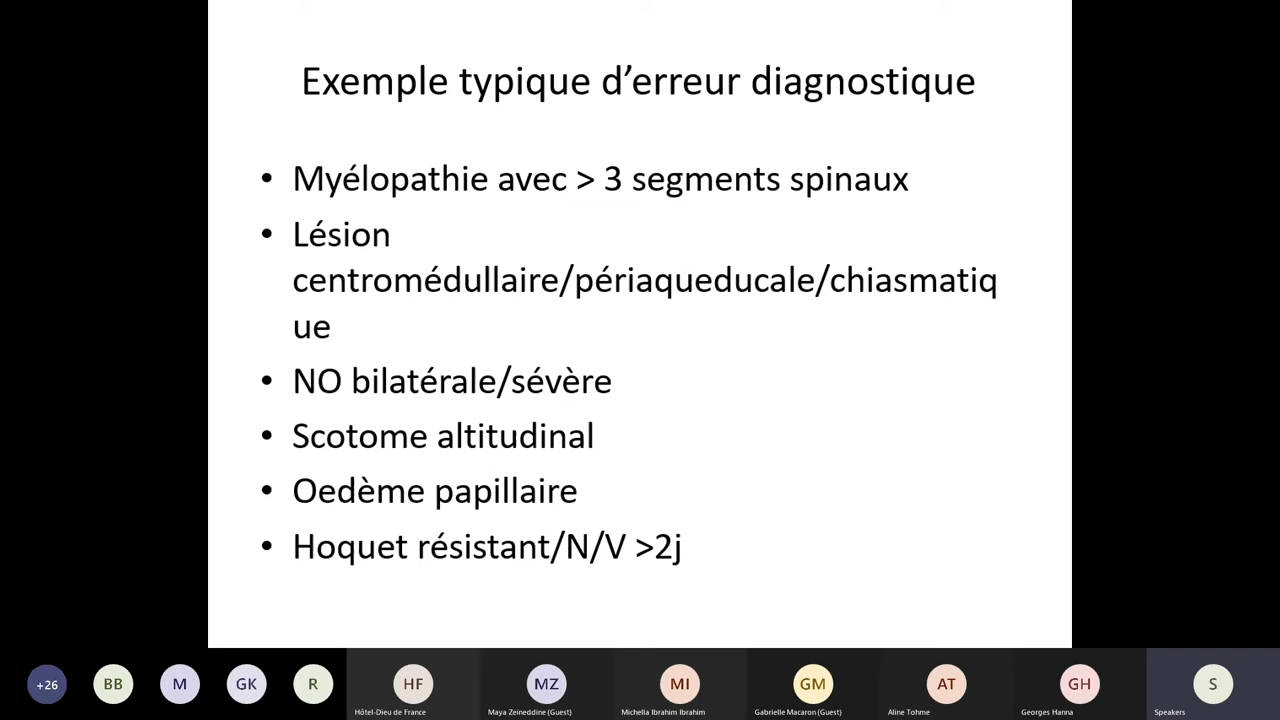 Exemple typique d’erreur diagnostique
• Myélopathie avec > 3 segments spinaux
• Lésion
centromédullaire/périaqueducale/chiasmatiq
ue
• NO bilatérale/sévère
• Scotome altitudinal
• Oedème papillaire
• Hoquet résistant/N/V >2j
+26 BB M GK R HF MZ MI GM AT GH S
Hôtel-Dieu de France Maya Zeineddine (Guest) Michella Ibrahim Ibrahim Gabrielle Macaron (Guest) Aline Tohme Georges Hanna Speakers